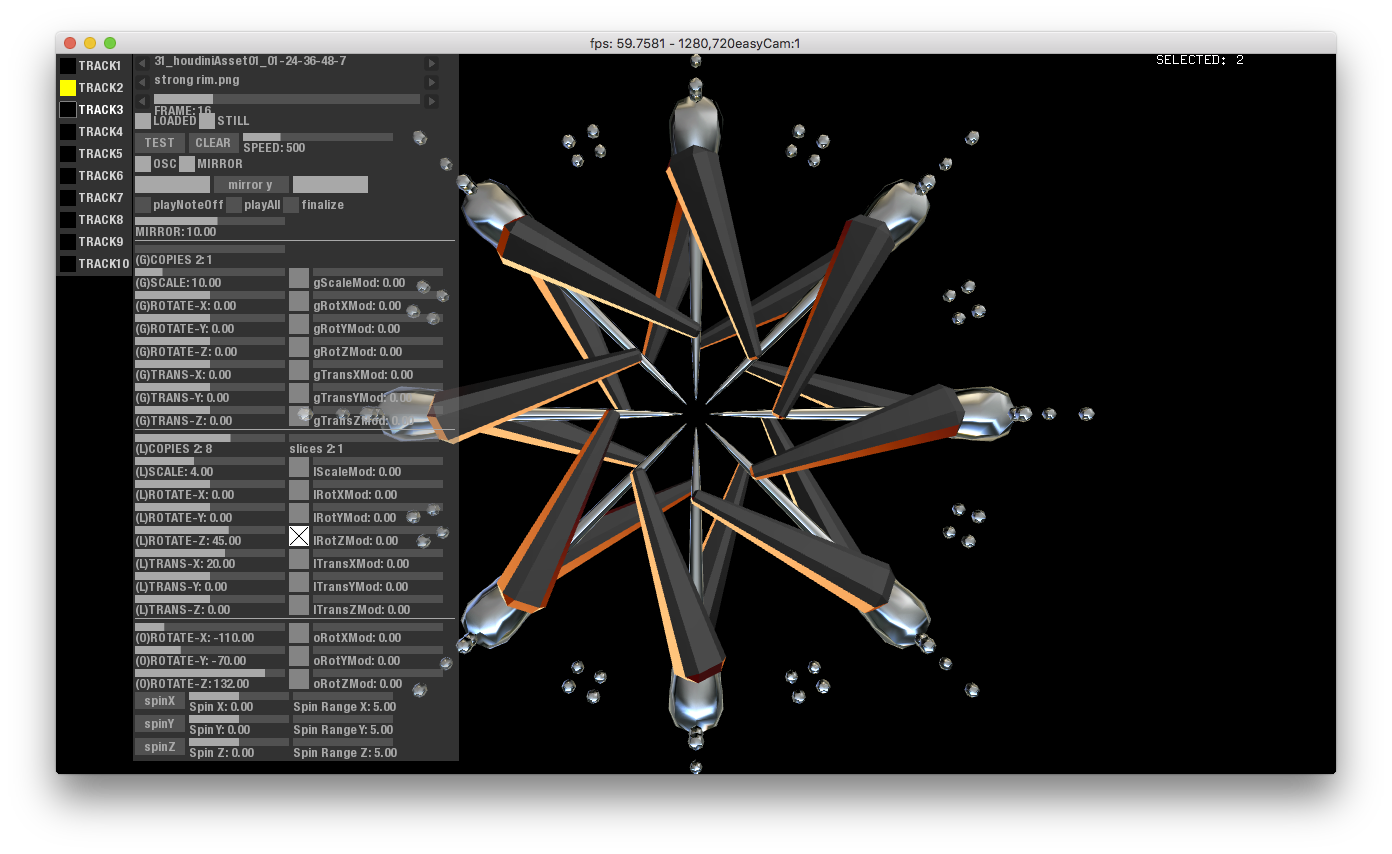 fps: 59.7581 - 1280,720easyCam:1
SELECTED: 2
TRACK1
TRACK2
TRACK3
TRACK4
TRACK5
TRACK6
TRACK7
TRACK8
TRACK9
TRACK10
31_houdiniAsset01_01-24-36-48-7
strong rim.png
FRAME: 16
LOADED STILL
TEST CLEAR SPEED: 500
OSC MIRROR
mirror y
playNoteOff playAll finalize
MIRROR: 10.00
(G)COPIES 2: 1
(G)SCALE: 10.00 gScaleMod: 0.00
(G)ROTATE-X: 0.00 gRotXMod: 0.00
(G)ROTATE-Y: 0.00 gRotYMod: 0.00
(G)ROTATE-Z: 0.00 gRotZMod: 0.00
(G)TRANS-X: 0.00 gTransXMod: 0.00
(G)TRANS-Y: 0.00 gTransYMod: 0.00
(G)TRANS-Z: 0.00 gTransZMod: 0.00
(L)COPIES 2: 8 slices 2: 1
(L)SCALE: 4.00 lScaleMod: 0.00
(L)ROTATE-X: 0.00 lRotXMod: 0.00
(L)ROTATE-Y: 0.00 lRotYMod: 0.00
(L)ROTATE-Z: 45.00 lRotZMod: 0.00
(L)TRANS-X: 20.00 lTransXMod: 0.00
(L)TRANS-Y: 0.00 lTransYMod: 0.00
(L)TRANS-Z: 0.00 lTransZMod: 0.00
(O)ROTATE-X: -110.00 oRotXMod: 0.00
(O)ROTATE-Y: -70.00 oRotYMod: 0.00
(O)ROTATE-Z: 132.00 oRotZMod: 0.00
spinX Spin X: 0.00 Spin Range X: 5.00
spinY Spin Y: 0.00 Spin Range Y: 5.00
spinZ Spin Z: 0.00 Spin Range Z: 5.00